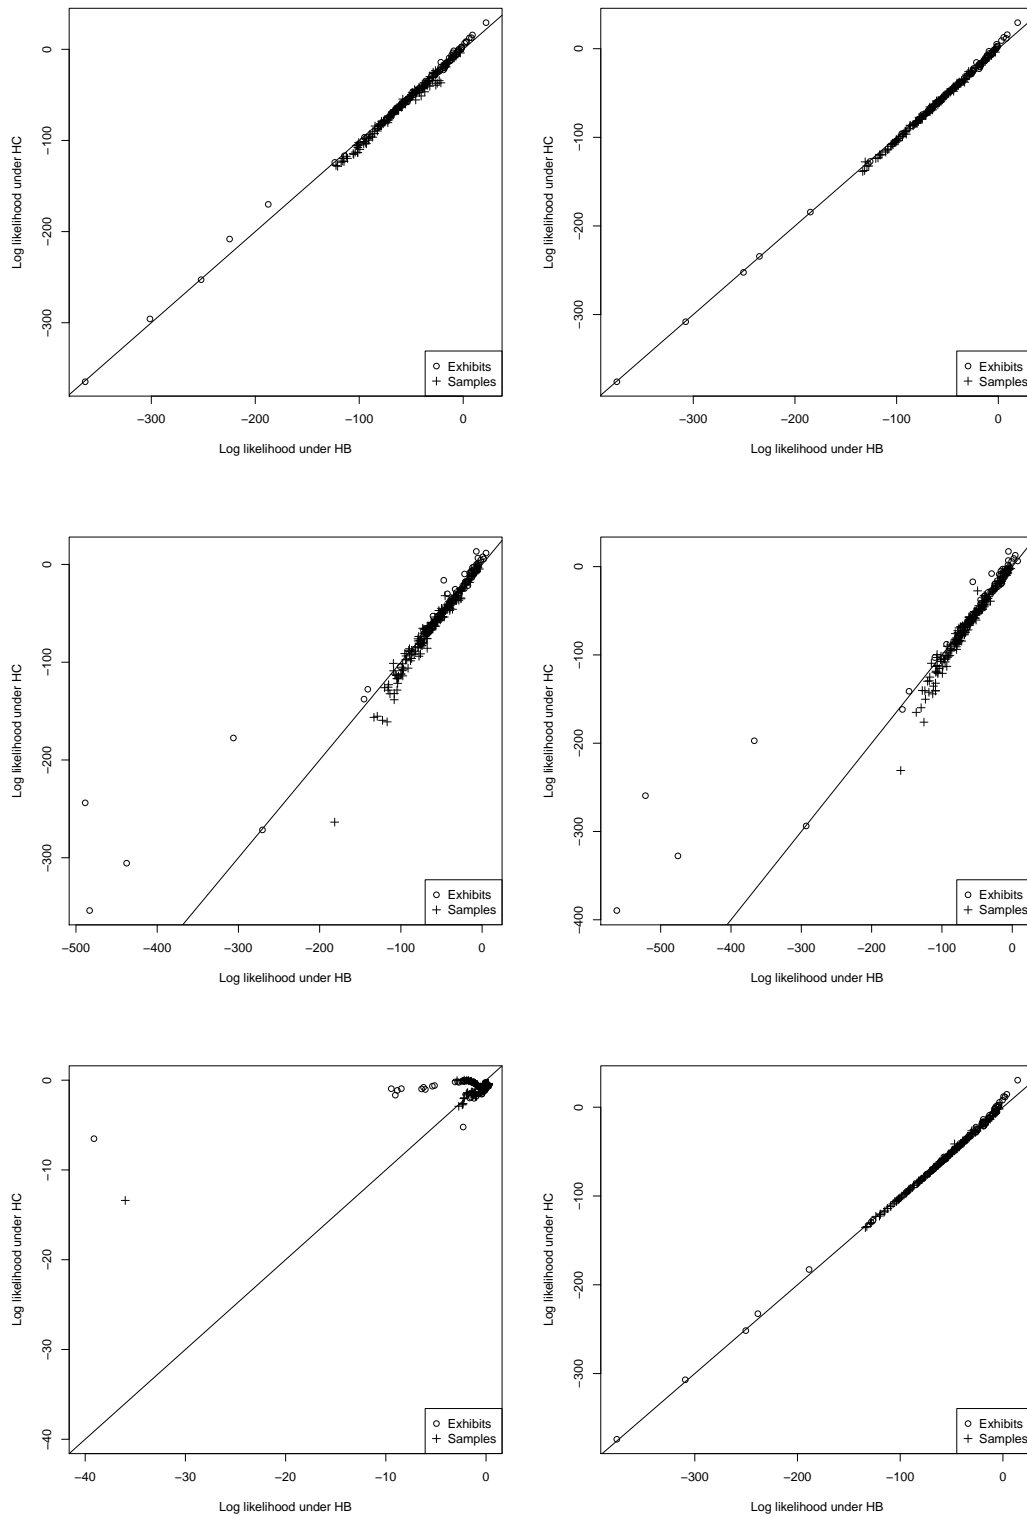 0
−100
−200
−300
Log likelihood under HC
−300 −200 −100 0
Log likelihood under HB
Exhibits
Samples
0
−100
−200
−300
Log likelihood under HC
−300 −200 −100 0
Log likelihood under HB
Exhibits
Samples
0
−100
−200
−300
Log likelihood under HC
−500 −400 −300 −200 −100 0
Log likelihood under HB
Exhibits
Samples
0
−100
−200
−300
−400
Log likelihood under HC
−500 −400 −300 −200 −100 0
Log likelihood under HB
Exhibits
Samples
0
−10
−20
−30
−40
Log likelihood under HC
−40 −30 −20 −10 0
Log likelihood under HB
Exhibits
Samples
0
−100
−200
−300
Log likelihood under HC
−300 −200 −100 0
Log likelihood under HB
Exhibits
Samples